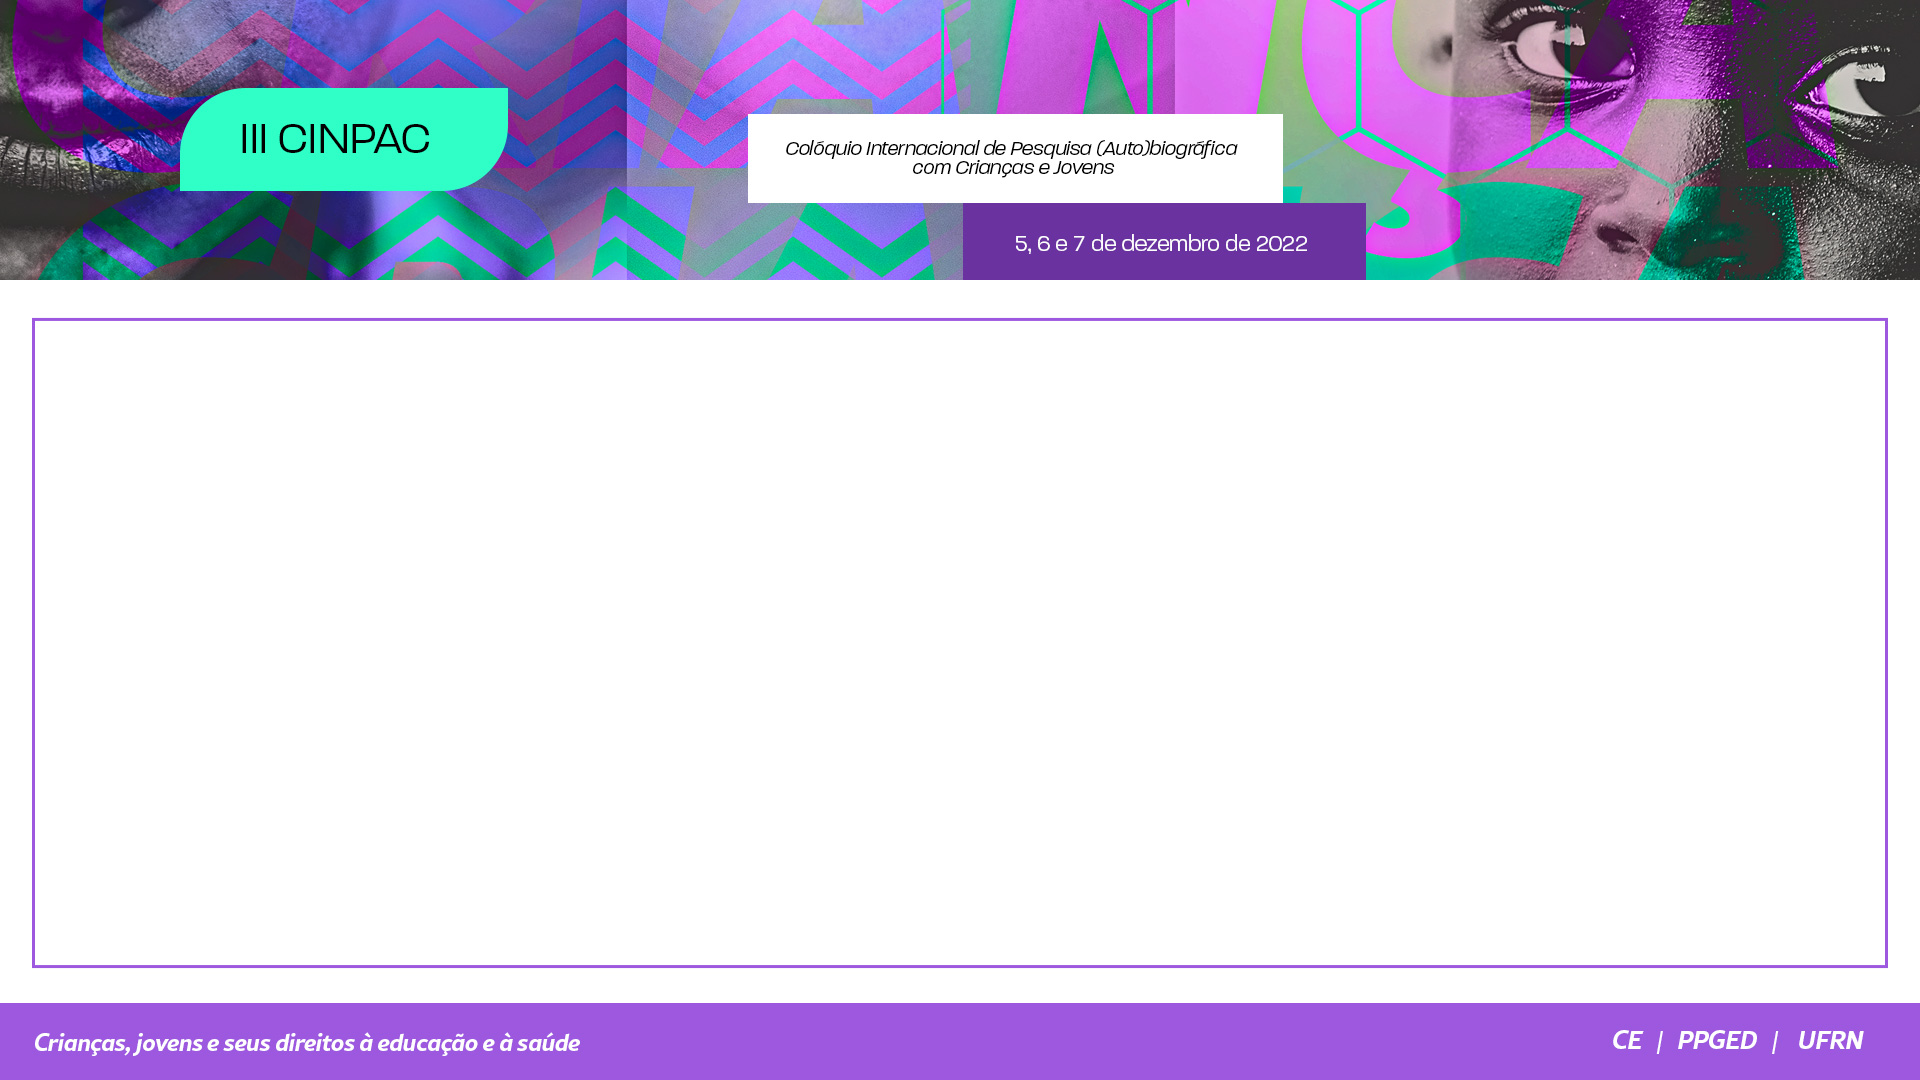 III CINPAC
Colóquio Internacional de Pesquisa (Auto)biográfica
com Crianças e Jovens
5, 6 e 7 de dezembro de 2022
Crianças, jovens e seus direitos à educação e à saúde
CE | PPGED | UFRN